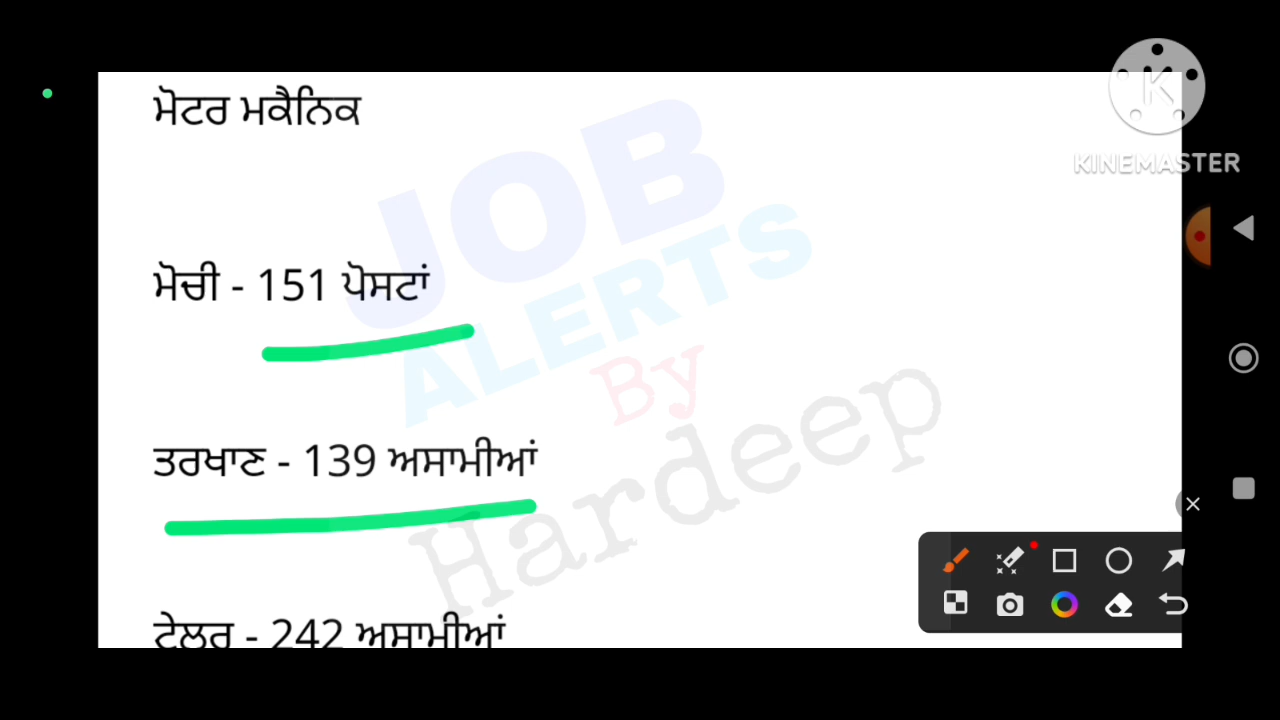 ਮੋਟਰ ਮਕੈਨਿਕ
KINEMASTER
ਮੋਚੀ - 151 ਪੋਸਟਾਂ
ਤਰਖਾਣ - 139 ਅਸਾਮੀਆਂ
ਟੇਲਰ - 242 ਅਸਾਮੀਆਂ
JOB
ALERTS
By
Hardeep